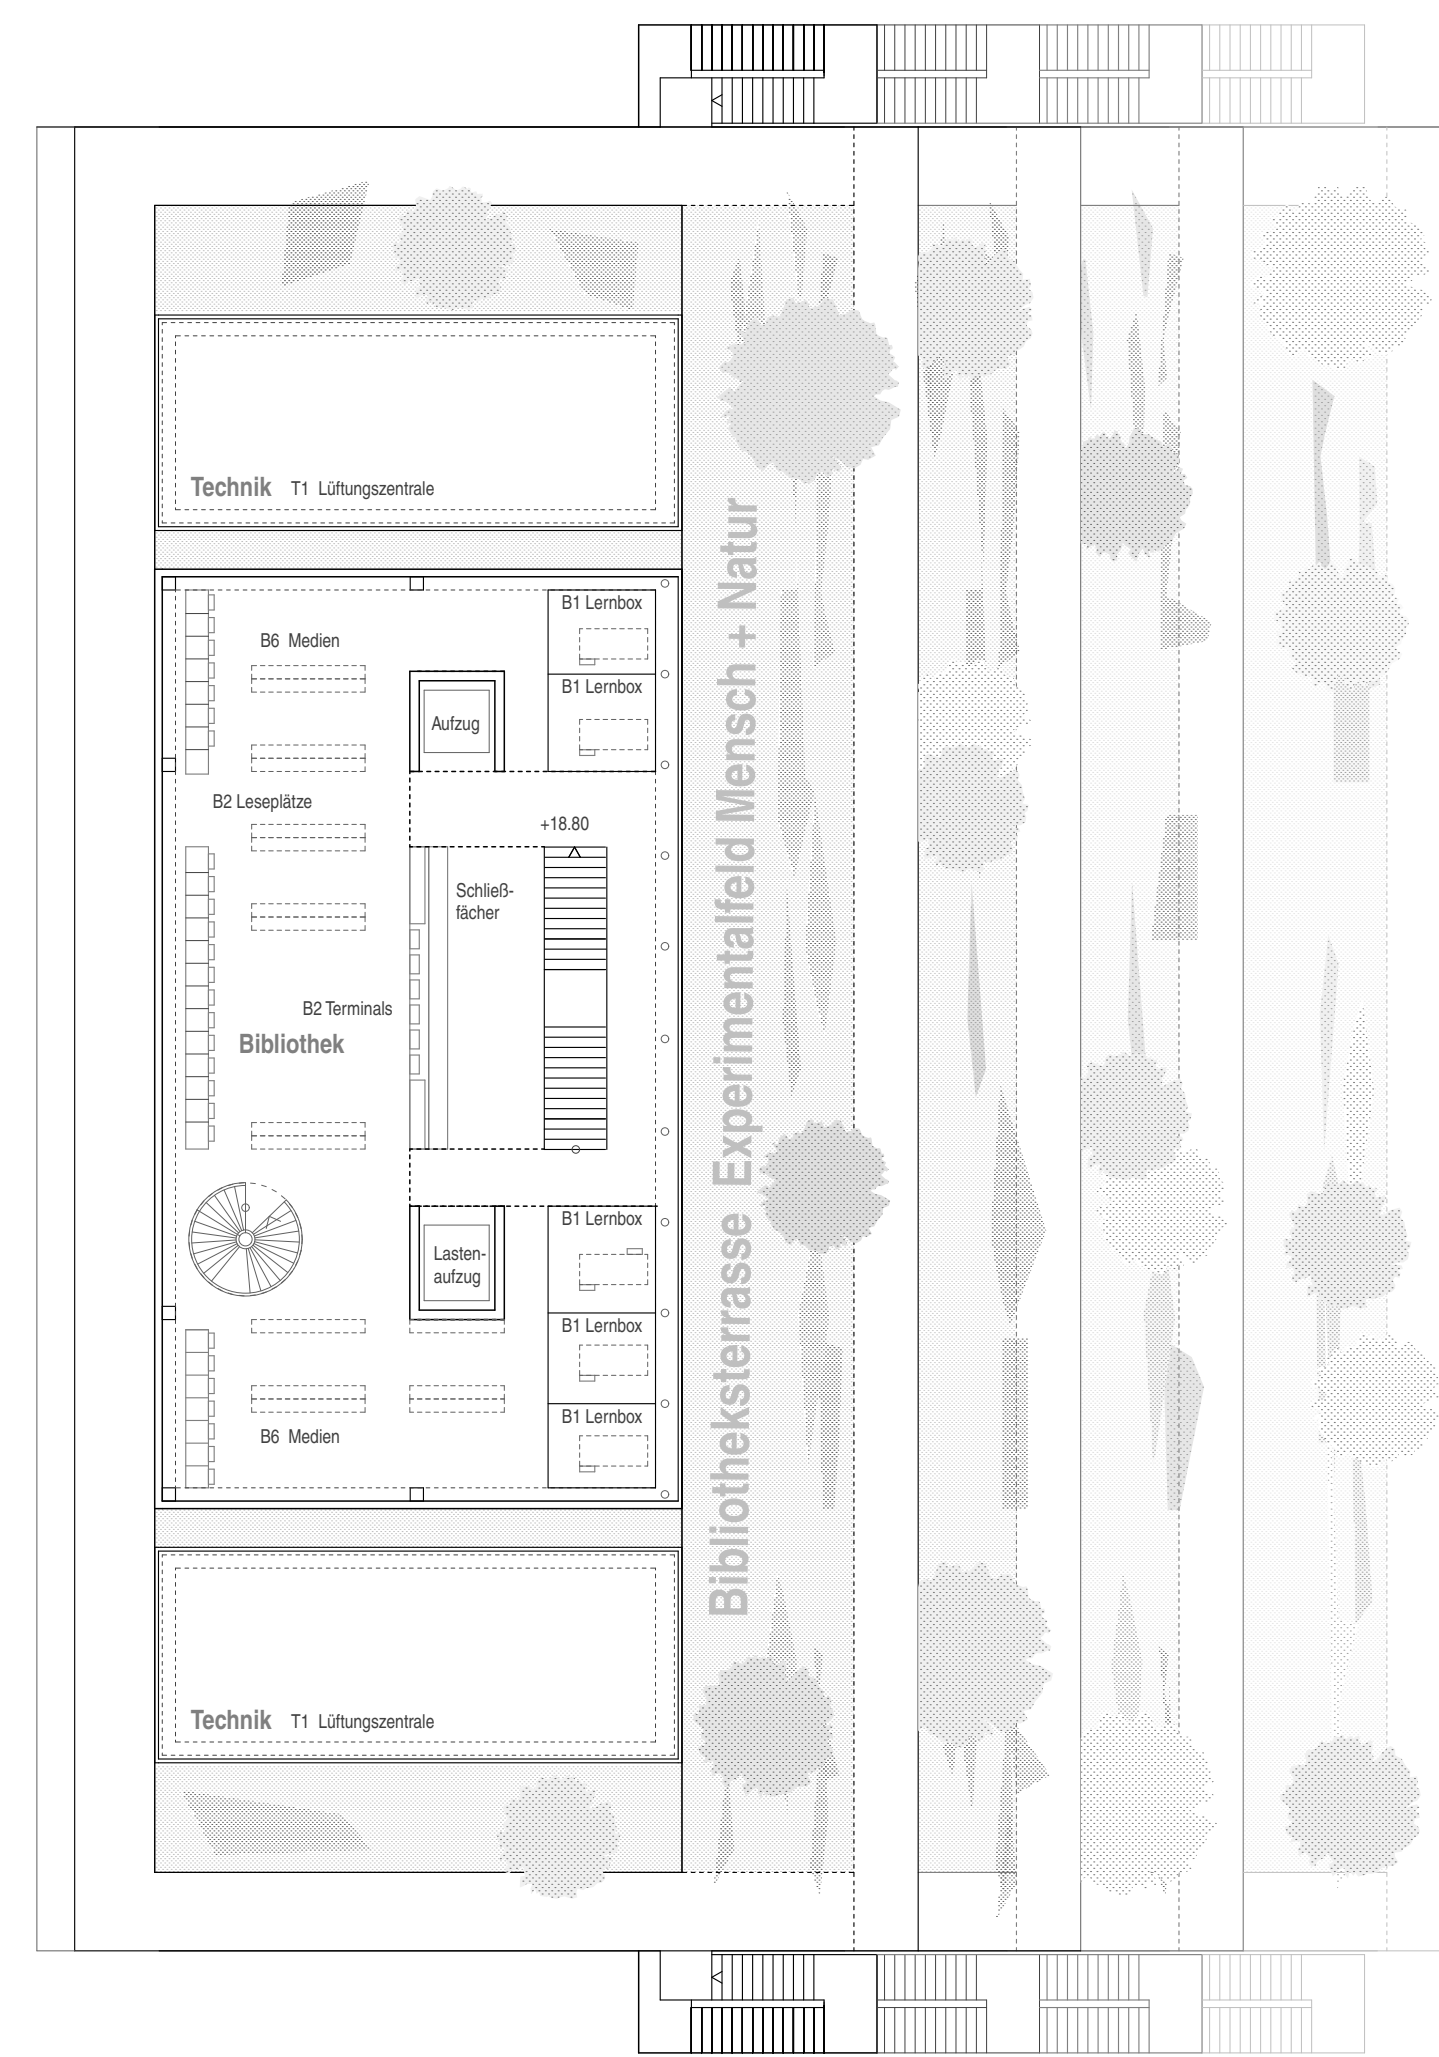 Technik T1 Lüftungszentrale
B1 Lernbox
B6 Medien
B1 Lernbox
Aufzug
B2 Leseplätze
+18.80
Schließ-
fächer
B2 Terminals
Bibliothek
B1 Lernbox
Lasten-
aufzug
B1 Lernbox
B1 Lernbox
B6 Medien
Technik T1 Lüftungszentrale
Bibliotheksterrasse Experimentalfeld Mensch + Natur